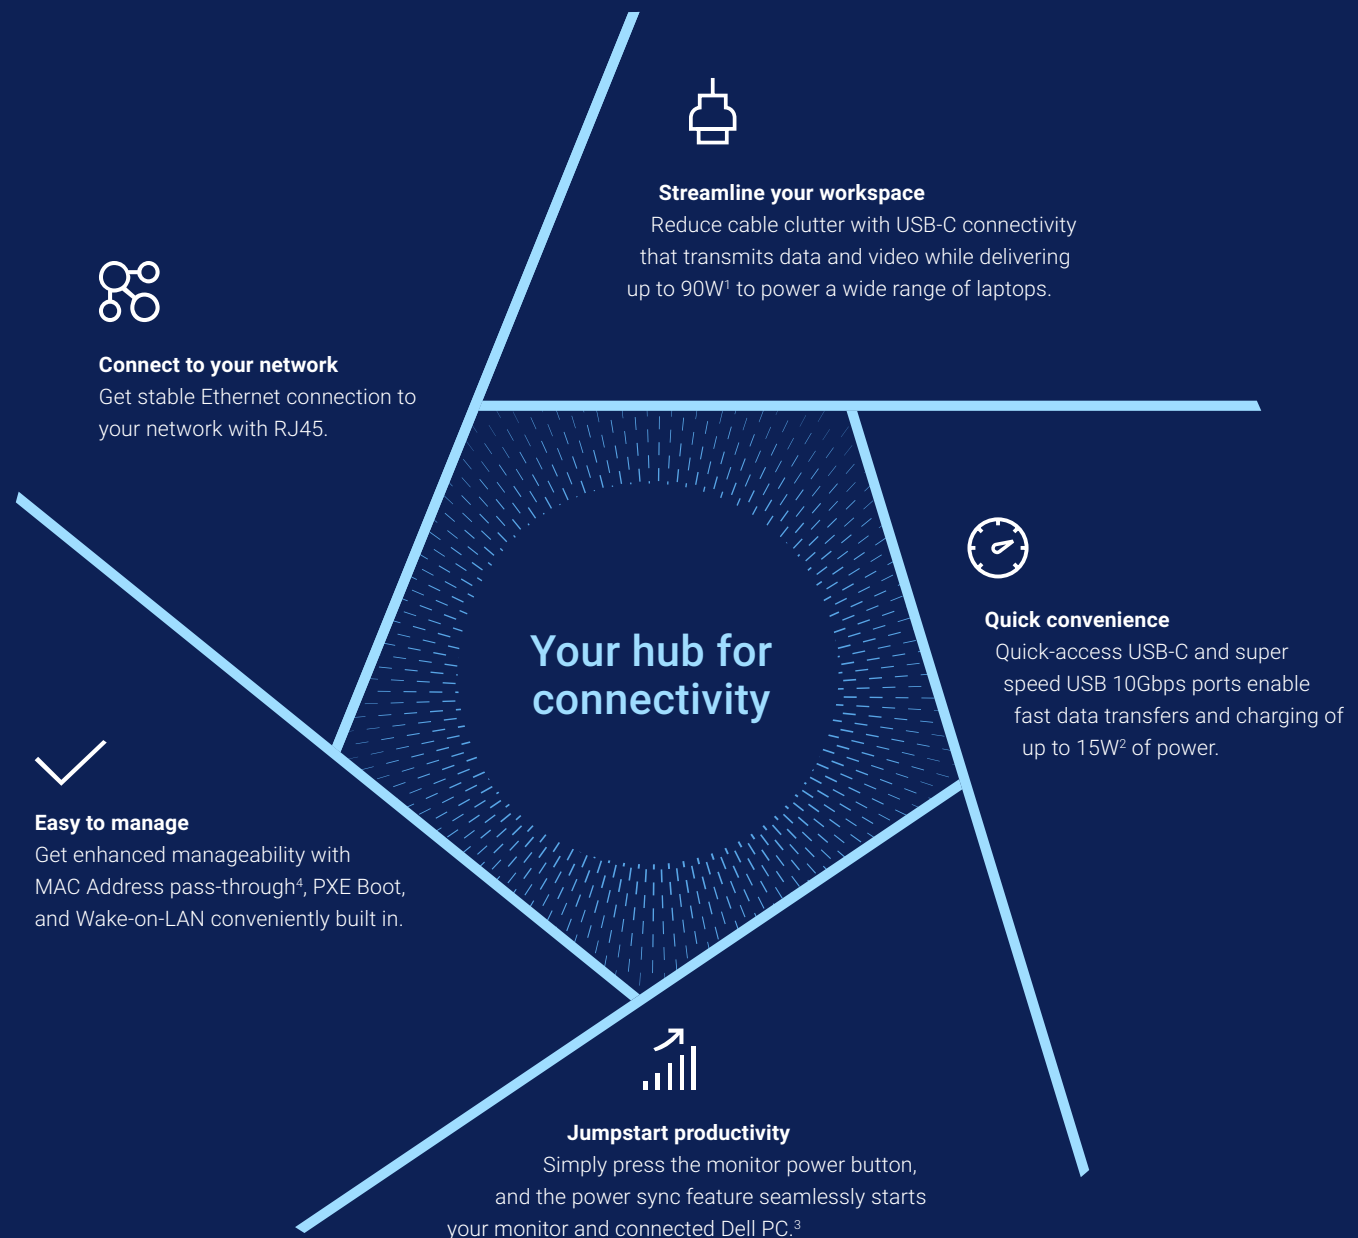 Streamline your workspace
Reduce cable clutter with USB-C connectivity
that transmits data and video while delivering
up to 90W¹ to power a wide range of laptops.
Connect to your network
Get stable Ethernet connection to
your network with RJ45.
Your hub for
connectivity
Quick convenience
Quick-access USB-C and super
speed USB 10Gbps ports enable
fast data transfers and charging of
up to 15W² of power.
Easy to manage
Get enhanced manageability with
MAC Address pass-through⁴, PXE Boot,
and Wake-on-LAN conveniently built in.
Jumpstart productivity
Simply press the monitor power button,
and the power sync feature seamlessly starts
your monitor and connected Dell PC.³